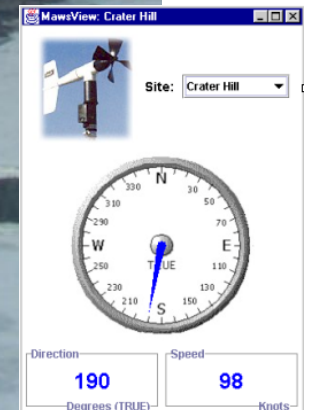 MawsView: Crater Hill
Site: Crater Hill
N
330
30
310
50
290
70
W
E
TRUE
250
110
230
130
210
150
S
Direction
Speed
190
98
Degrees (TRUE)
Knots